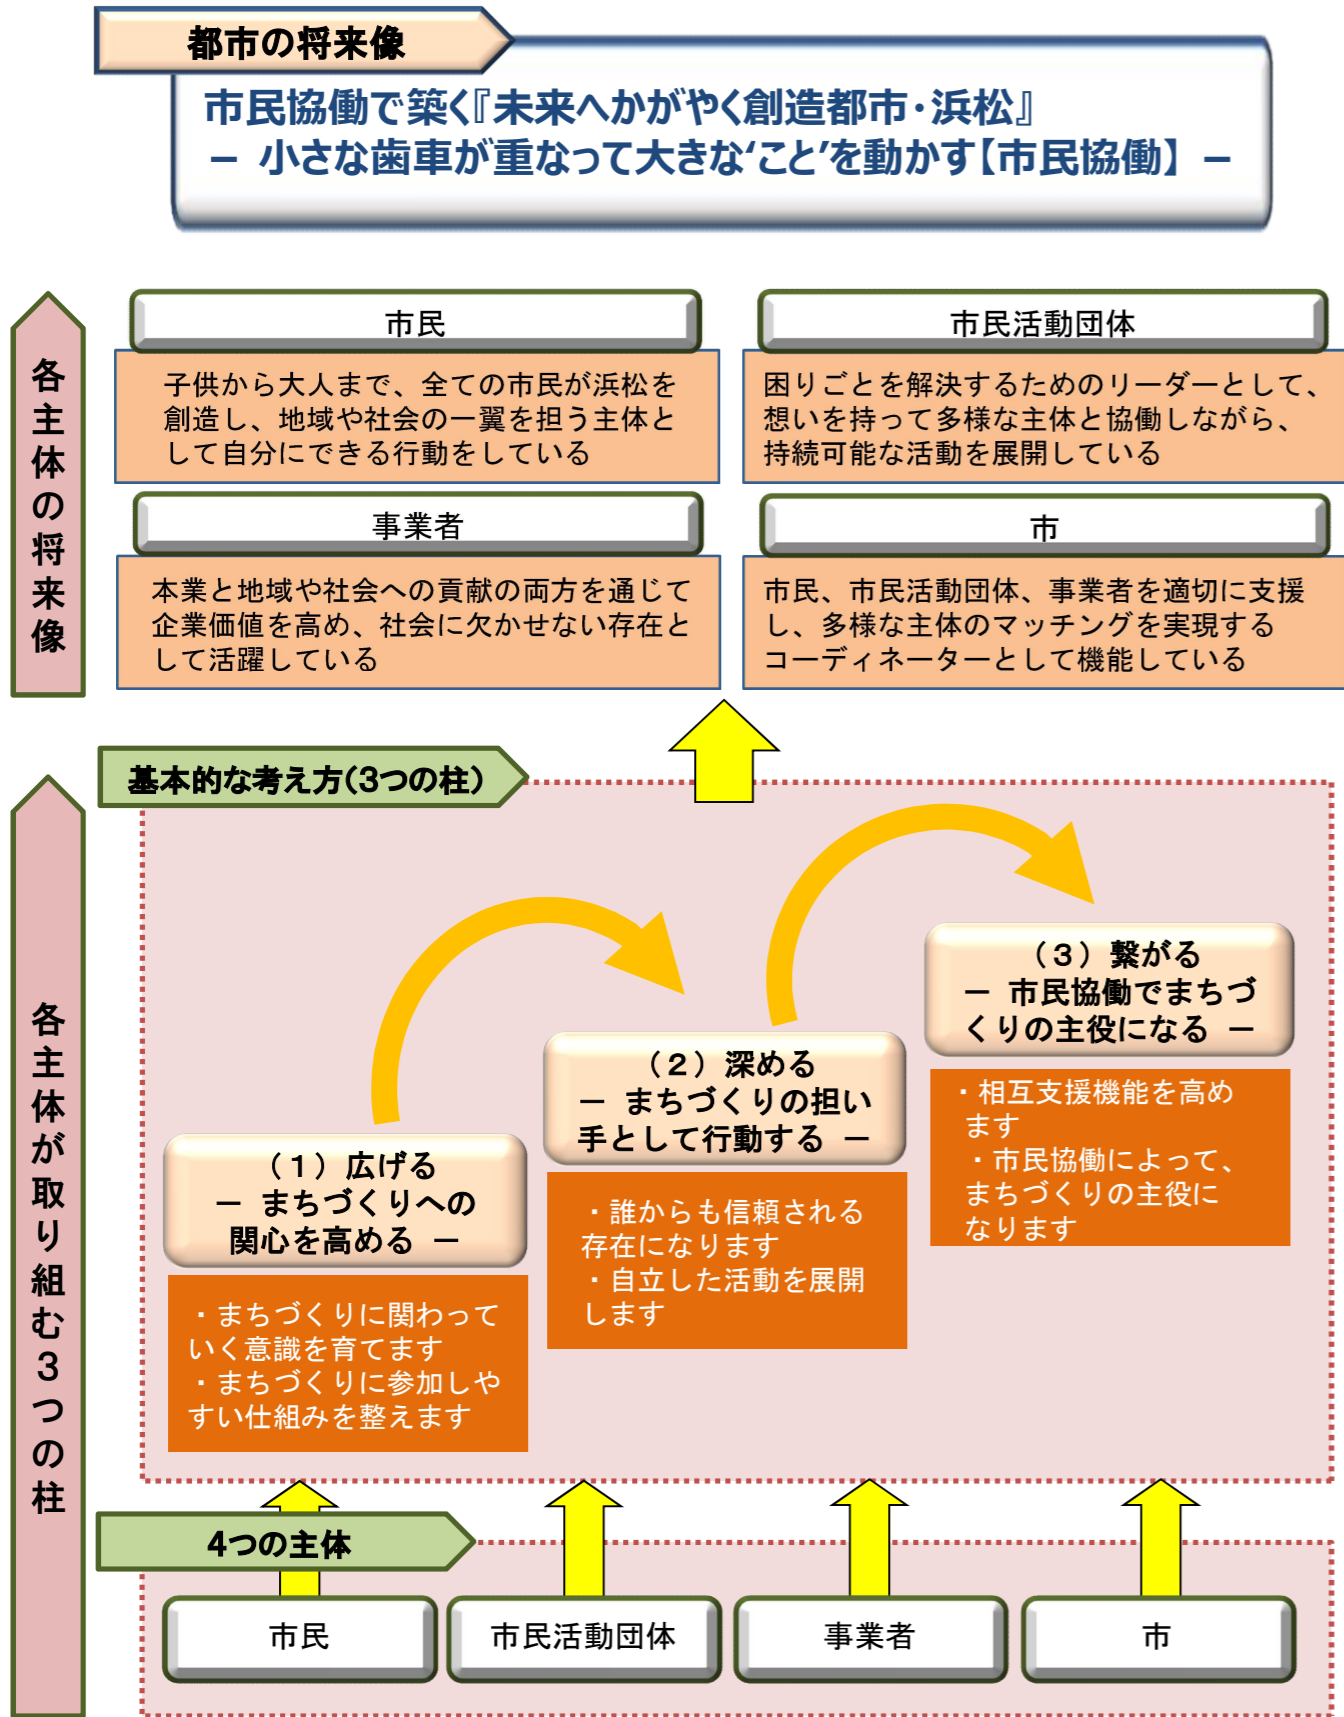 都市の将来像
市民協働で築く『未来へかがやく創造都市・浜松』
－ 小さな歯車が重なって大きな‘こと’を動かす【市民協働】 －
各主体の将来像
市民
子供から大人まで、全ての市民が浜松を
創造し、地域や社会の一翼を担う主体と
して自分にできる行動をしている
市民活動団体
困りごとを解決するためのリーダーとして、
想いを持って多様な主体と協働しながら、
持続可能な活動を展開している
事業者
本業と地域や社会への貢献の両方を通じて
企業価値を高め、社会に欠かせない存在と
して活躍している
市
市民、市民活動団体、事業者を適切に支援
し、多様な主体のマッチングを実現する
コーディネーターとして機能している
各主体が取り組む３つの柱
基本的な考え方(3つの柱)
（１）広げる
－ まちづくりへの
関心を高める －
・まちづくりに関わって
いく意識を育てます
・まちづくりに参加しや
すい仕組みを整えます
（２）深める
－ まちづくりの担い
手として行動する －
・誰からも信頼される
存在になります
・自立した活動を展開
します
（３）繋がる
－ 市民協働でまちづ
くりの主役になる －
・相互支援機能を高め
ます
・市民協働によって、
まちづくりの主役に
なります
4つの主体
市民
市民活動団体
事業者
市